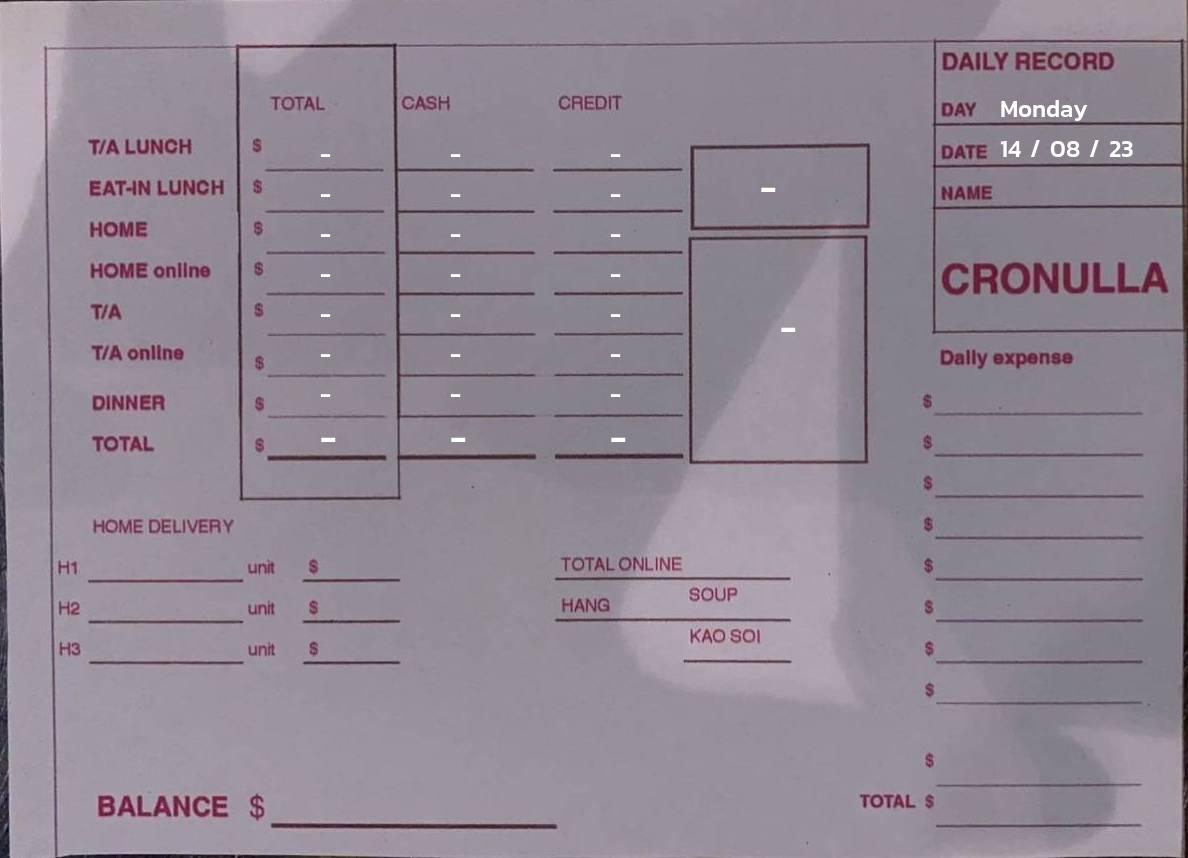 DAILY RECORD
DAY Monday
DATE 14 / 08 / 23
NAME
CRONULLA
TOTAL CASH CREDIT
T/A LUNCH $ - - -
EAT-IN LUNCH $ - - - -
HOME $ - - -
HOME online $ - - -
T/A $ - - - -
T/A online $ - - -
DINNER $ - - -
TOTAL $ - - -
Daily expense
$
$
$
$
$
$
$
$
$
TOTAL $
HOME DELIVERY
H1 unit $
H2 unit $
H3 unit $
TOTAL ONLINE
HANG SOUP
KAO SOI
BALANCE $